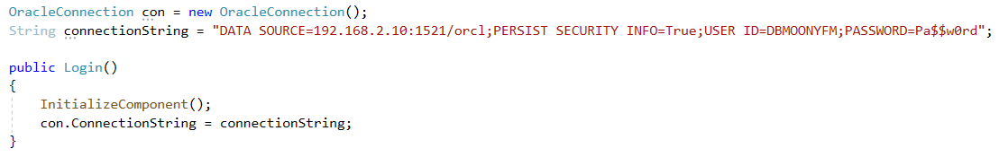 OracleConnection con = new OracleConnection();
String connectionString = "DATA SOURCE=192.168.2.10:1521/orcl;PERSIST SECURITY INFO=True;USER ID=DBMOONYFM;PASSWORD=Pa$$w0rd";
public Login()
{
InitializeComponent();
con.ConnectionString = connectionString;
}